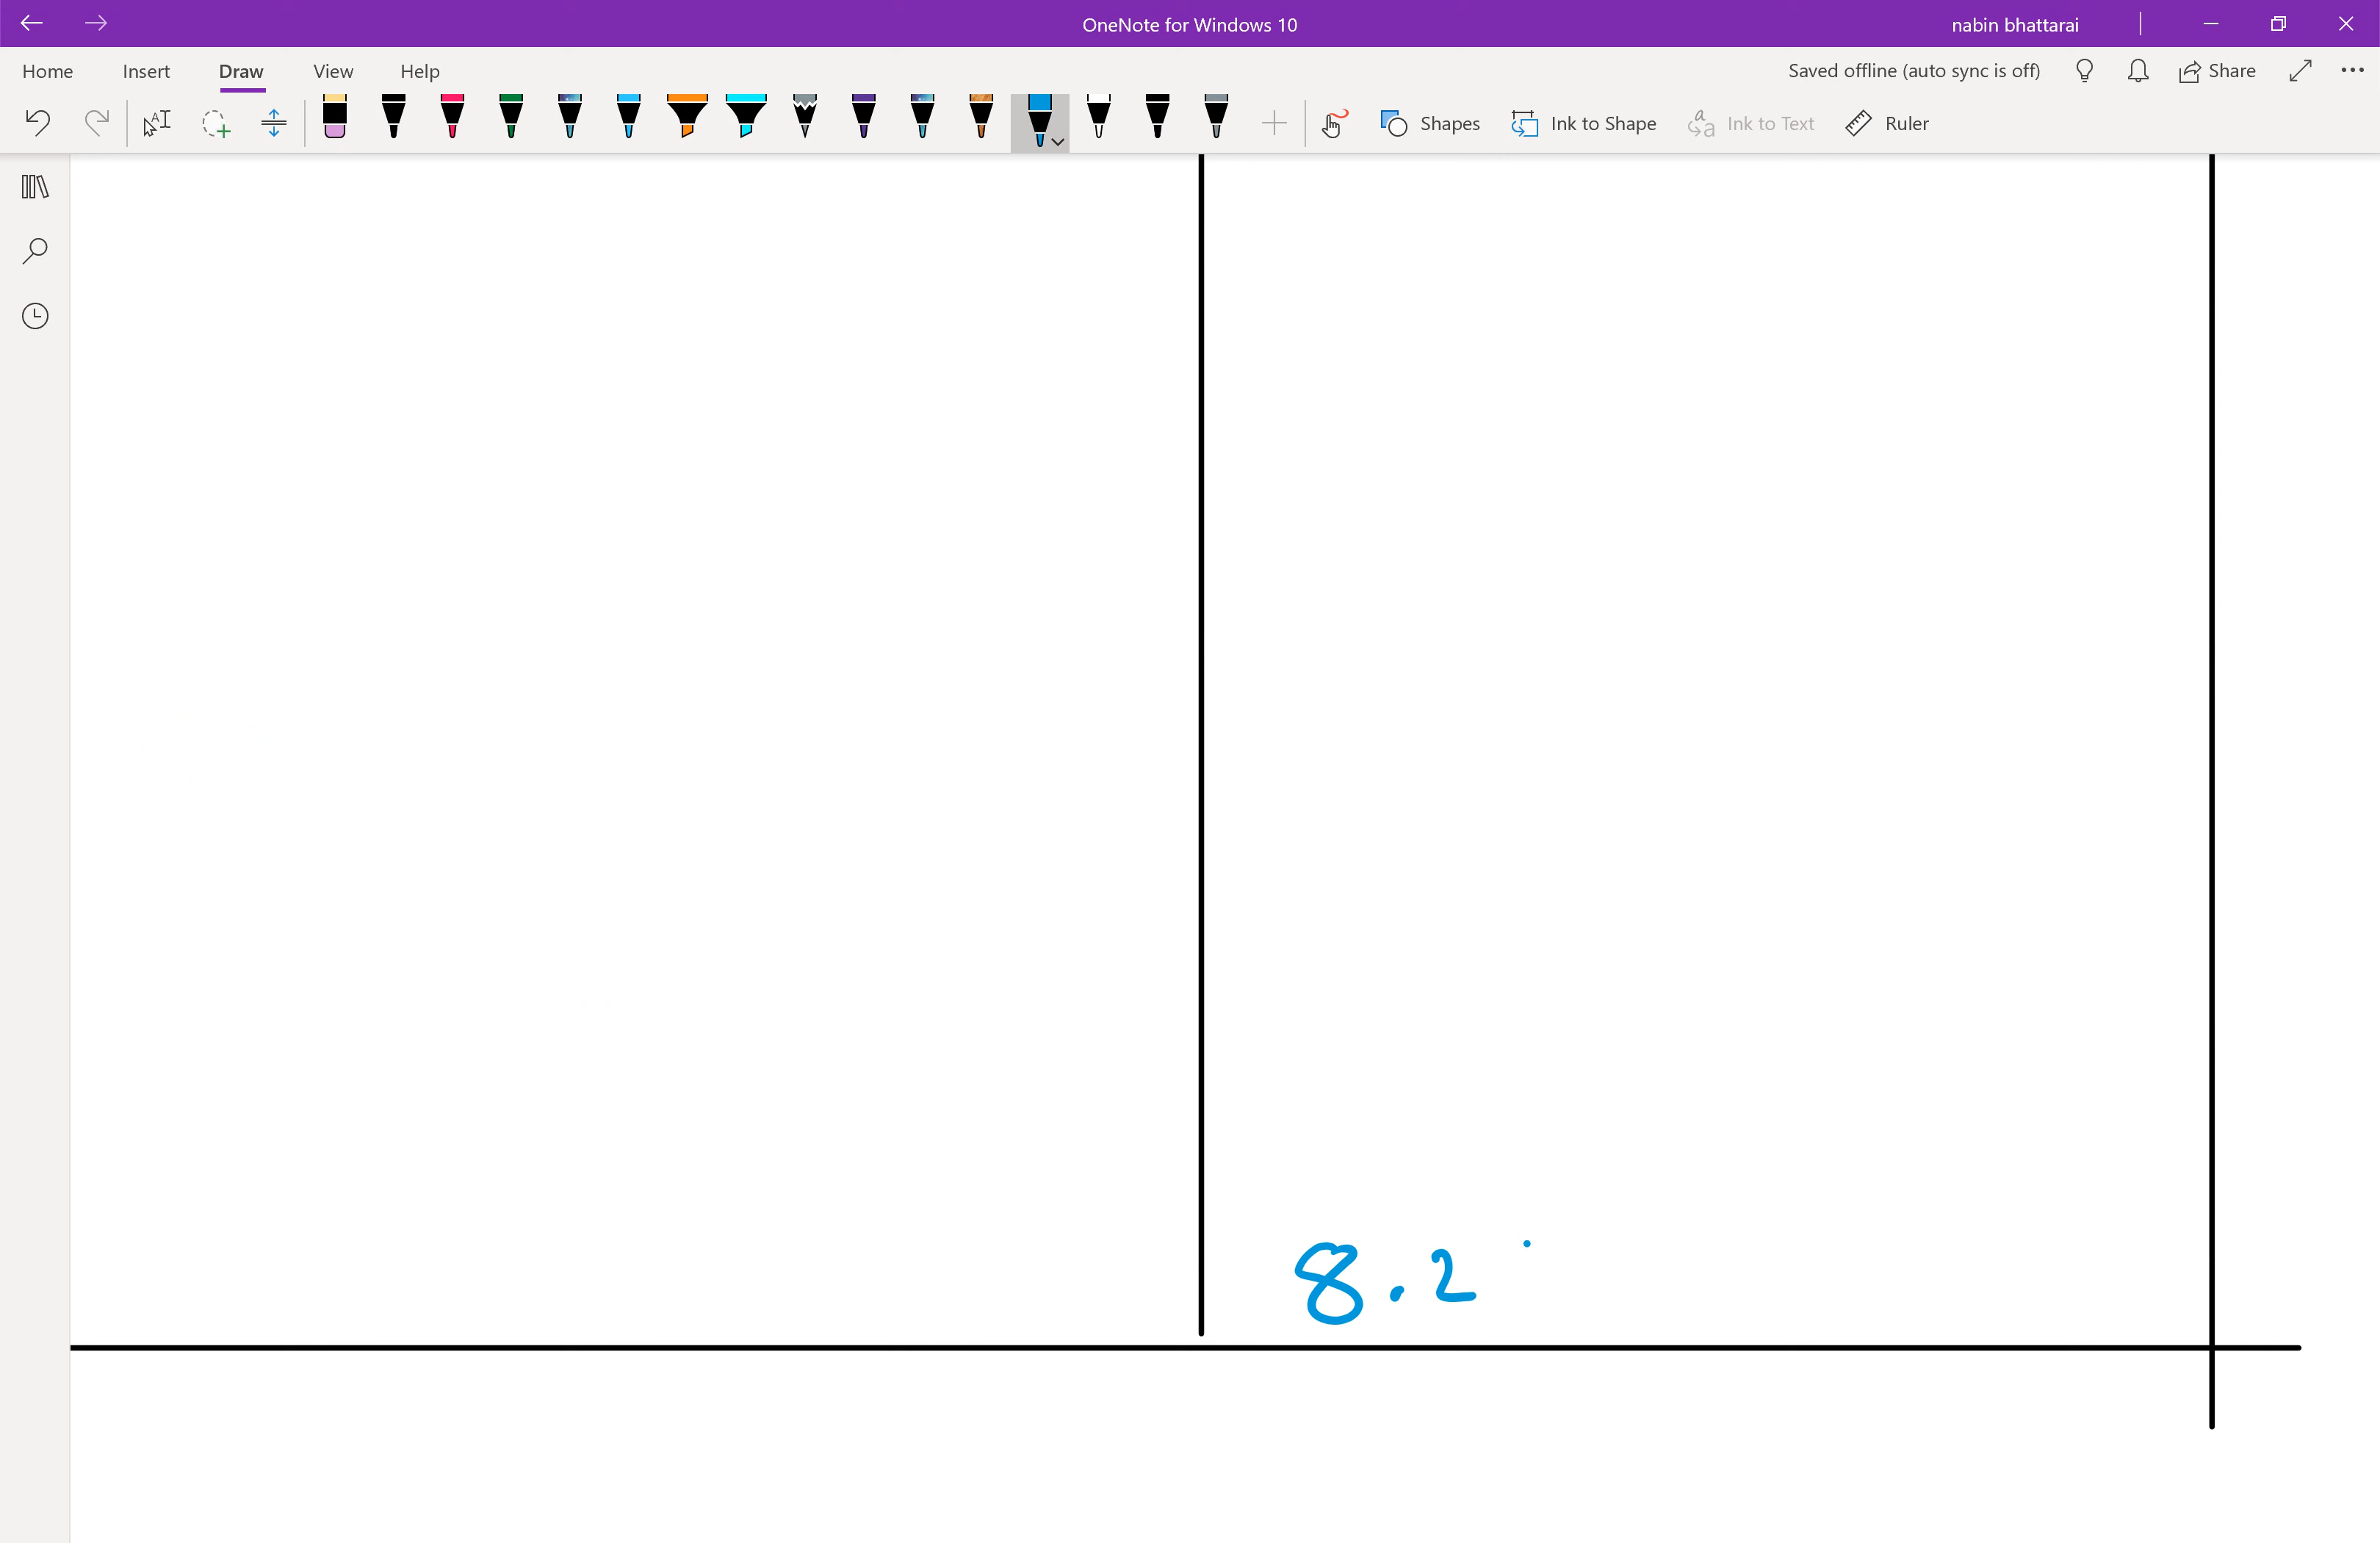 OneNote for Windows 10
nabin bhattarai
Home Insert Draw View Help
Saved offline (auto sync is off)
Share
Shapes
Ink to Shape
Ink to Text
Ruler
8.2